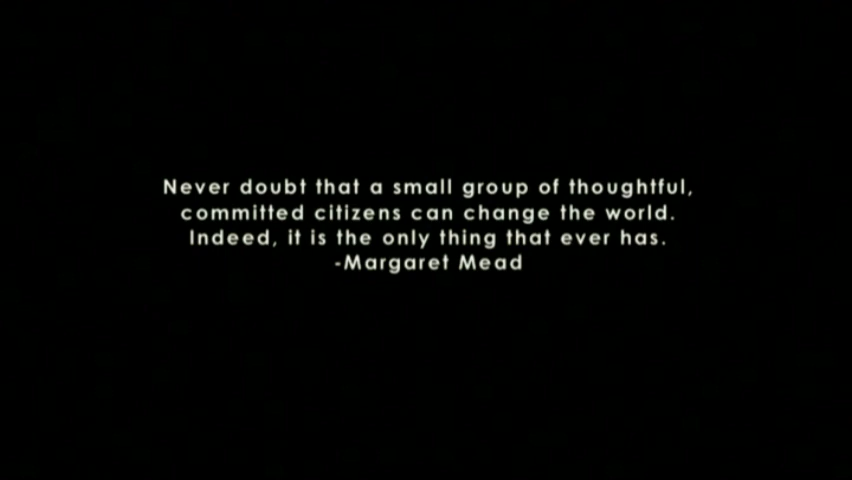 Never doubt that a small group of thoughtful,
committed citizens can change the world.
Indeed, it is the only thing that ever has.
-Margaret Mead